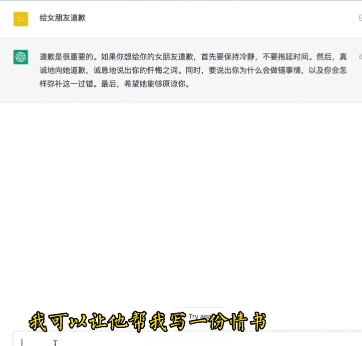 给女朋友道歉
道歉是很重要的。如果你想给你的女朋友道歉，首先要保持冷静，不要拖延时间。然后，真
诚地向她道歉，诚恳地说出你的忏悔之词。同时，要说出你为什么会做错事情，以及你会怎
样弥补这一过错。最后，希望她能够原谅你。
Try again
我可以让他帮我写一份情书